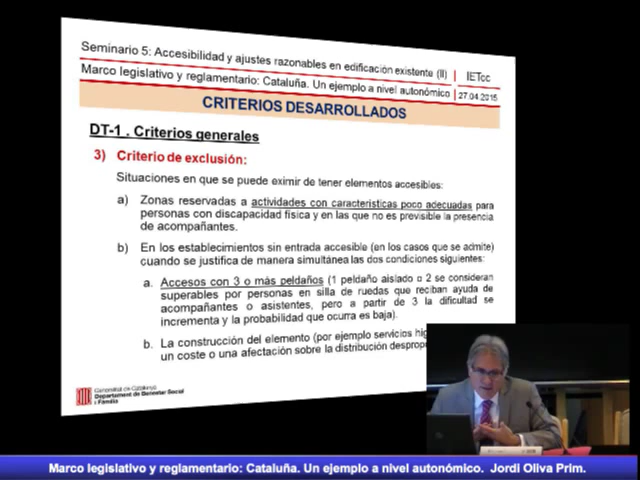 Seminario 5: Accesibilidad y ajustes razonables en edificación existente (II)
IETcc
Marco legislativo y reglamentario: Cataluña. Un ejemplo a nivel autonómico
27.04.2015
CRITERIOS DESARROLLADOS
DT-1 . Criterios generales
3) Criterio de exclusión:
Situaciones en que se puede eximir de tener elementos accesibles:
a) Zonas reservadas a actividades con características poco adecuadas para
personas con discapacidad física y en las que no es previsible la presencia
de acompañantes.
b) En los establecimientos sin entrada accesible (en los casos que se admite)
cuando se justifica de manera simultánea las dos condiciones siguientes:
a. Accesos con 3 o más peldaños (1 peldaño aislado o 2 se consideran
superables por personas en silla de ruedas que reciban ayuda de
acompañantes o asistentes, pero a partir de 3 la dificultad se
incrementa y la probabilidad que ocurra es baja).
b. La construcción del elemento (por ejemplo servicios
un coste o una afectación sobre la distribución
Generalitat de Catalunya
Departament de Benestar Social
i Família
Marco legislativo y reglamentario: Cataluña. Un ejemplo a nivel autonómico. Jordi Oliva Prim.